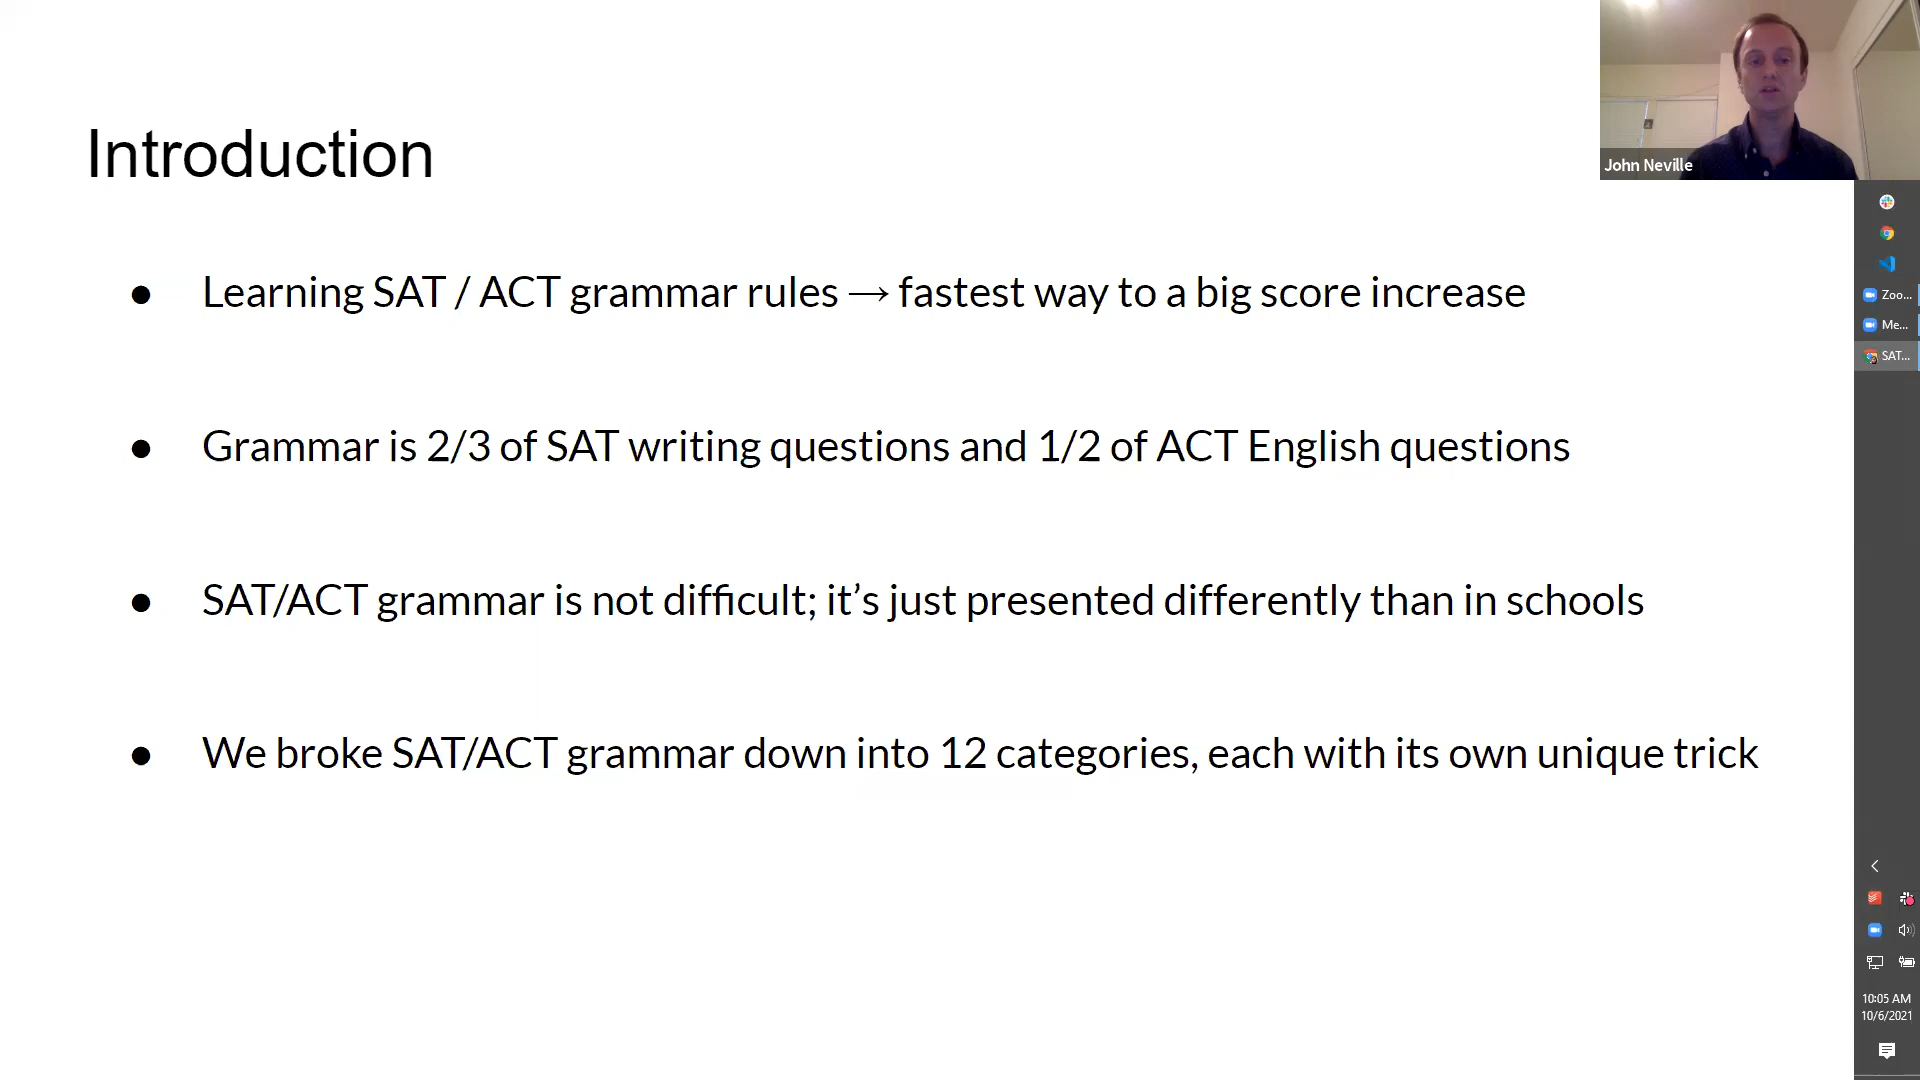 Introduction
● Learning SAT / ACT grammar rules → fastest way to a big score increase
● Grammar is 2/3 of SAT writing questions and 1/2 of ACT English questions
● SAT/ACT grammar is not difficult; it’s just presented differently than in schools
● We broke SAT/ACT grammar down into 12 categories, each with its own unique trick
John Neville
Zoo...
Me...
SAT...
10:05 AM
10/6/2021